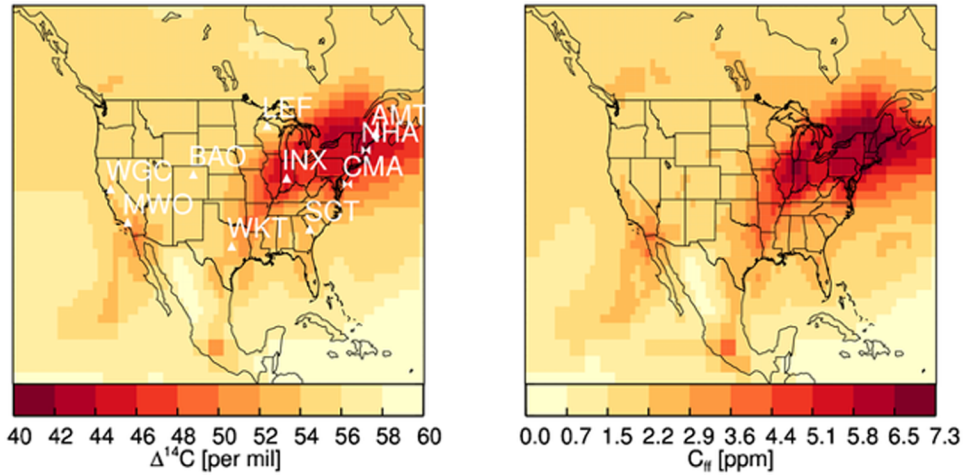 LEF
AMT
NHA
BAO
INX
CMA
WGC
MWO
SCT
WKT
40 42 44 46 48 50 52 54 56 58 60
Δ¹⁴C [per mil]
0.0 0.7 1.5 2.2 2.9 3.6 4.4 5.1 5.8 6.5 7.3
C_ff [ppm]